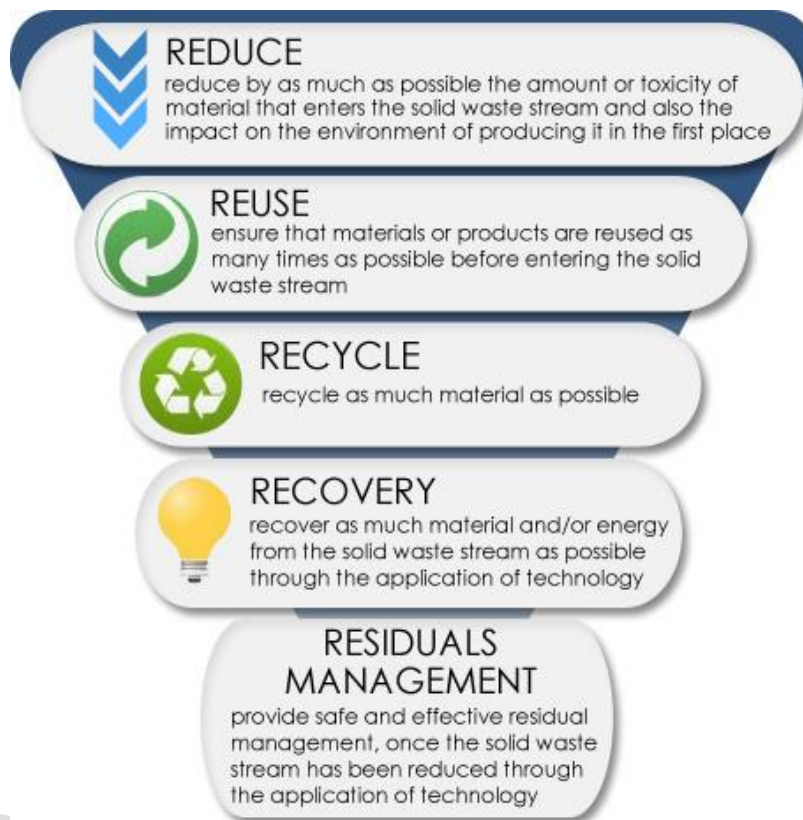 REDUCE
reduce by as much as possible the amount or toxicity of
material that enters the solid waste stream and also the
impact on the environment of producing it in the first place
REUSE
ensure that materials or products are reused as
many times as possible before entering the solid
waste stream
RECYCLE
recycle as much material as possible
RECOVERY
recover as much material and/or energy
from the solid waste stream as possible
through the application of technology
RESIDUALS
MANAGEMENT
provide safe and effective residual
management, once the solid waste
stream has been reduced through
the application of technology